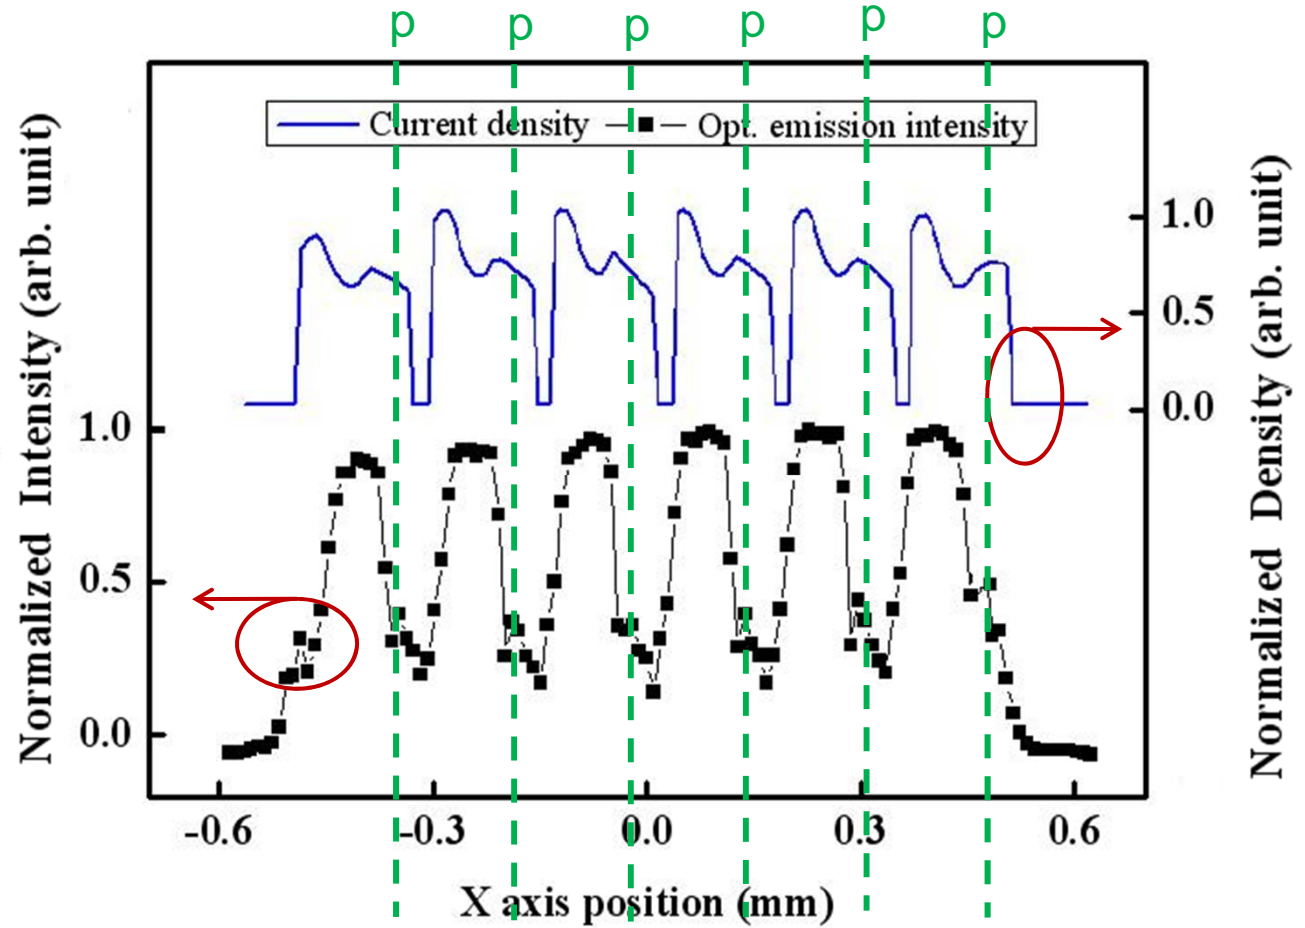 p p p p p p
Current density Opt. emission intensity
Normalized Intensity (arb. unit)
1.0
0.5
0.0
1.0
0.5
0.0
Normalized Density (arb. unit)
-0.6 -0.3 0.0 0.3 0.6
X axis position (mm)